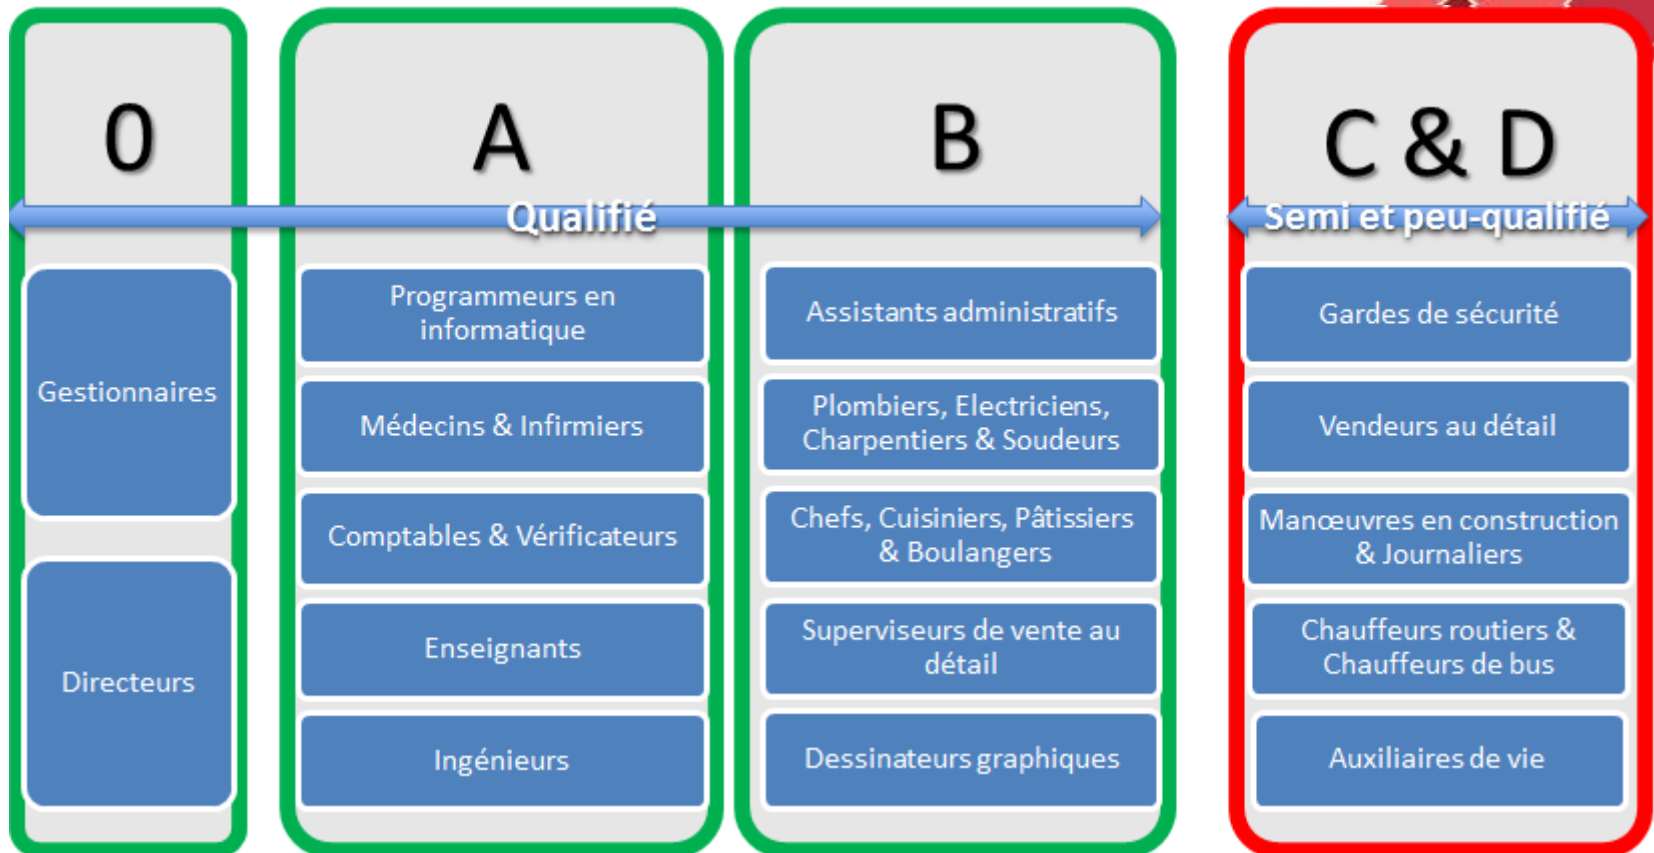 0
A
B
C & D
Qualifié
Semi et peu-qualifié
Gestionnaires
Directeurs
Programmeurs en
informatique
Médecins & Infirmiers
Comptables & Vérificateurs
Enseignants
Ingénieurs
Assistants administratifs
Plombiers, Electriciens,
Charpentiers & Soudeurs
Chefs, Cuisiniers, Pâtissiers
& Boulangers
Superviseurs de vente au
détail
Dessinateurs graphiques
Gardes de sécurité
Vendeurs au détail
Manœuvres en construction
& Journaliers
Chauffeurs routiers &
Chauffeurs de bus
Auxiliaires de vie